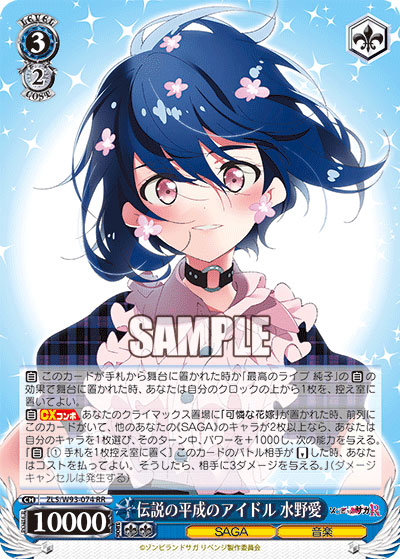 LEVEL
3
2
COST
SAMPLE
自 このカードが手札から舞台に置かれた時か「最高のライブ 純子」の自の
効果で舞台に置かれた時、あなたは自分のクロックの上から1枚を、控え室
に置いてよい。
自 CXコンボ あなたのクライマックス置場に「可憐な花嫁」が置かれた時、前列に
このカードがいて、他のあなたの《SAGA》のキャラが2枚以上なら、あなたは
自分のキャラを1枚選び、そのターン中、パワーを+1000し、次の能力を与える。
『自［⑴ 手札を1枚控室に置く］このカードのバトル相手が【リバース】した時、あなた
はコストを払ってよい。そうしたら、相手に3ダメージを与える。』（ダメージ
キャンセルは発生する）
CH ZLS/W93-074 RR
伝説の平成のアイドル 水野愛
10000
SAGA
音楽
©ゾンビランドサガ リベンジ製作委員会